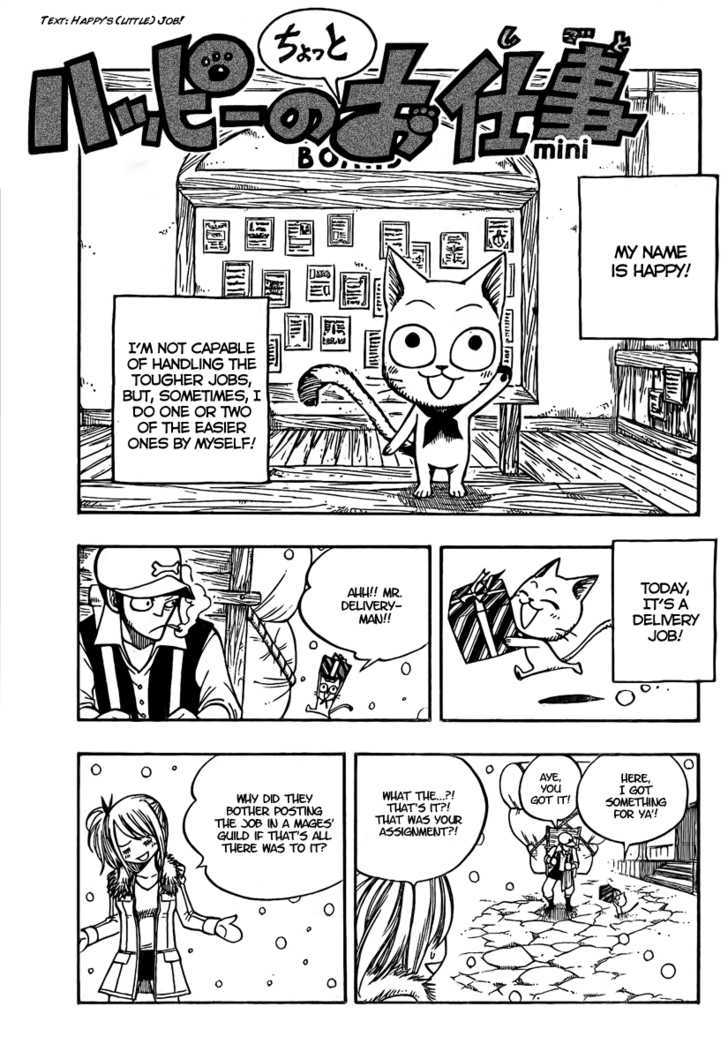 TEXT: HAPPY'S (LITTLE) JOB!
ちょっと
しごと
ハッピーのお仕事
mini
MY NAME
IS HAPPY!
I'M NOT CAPABLE
OF HANDLING THE
TOUGHER JOBS,
BUT, SOMETIMES, I
DO ONE OR TWO
OF THE EASIER
ONES BY MYSELF!
TODAY,
IT'S A
DELIVERY
JOB!
AHH!! MR.
DELIVERY-
MAN!!
HERE,
I GOT
SOMETHING
FOR YA'!
AYE,
YOU
GOT IT!
WHAT THE...?!
THAT'S IT?!
THAT WAS YOUR
ASSIGNMENT?!
WHY DID THEY
BOTHER POSTING
THE JOB IN A MAGES'
GUILD IF THAT'S ALL
THERE WAS TO IT?